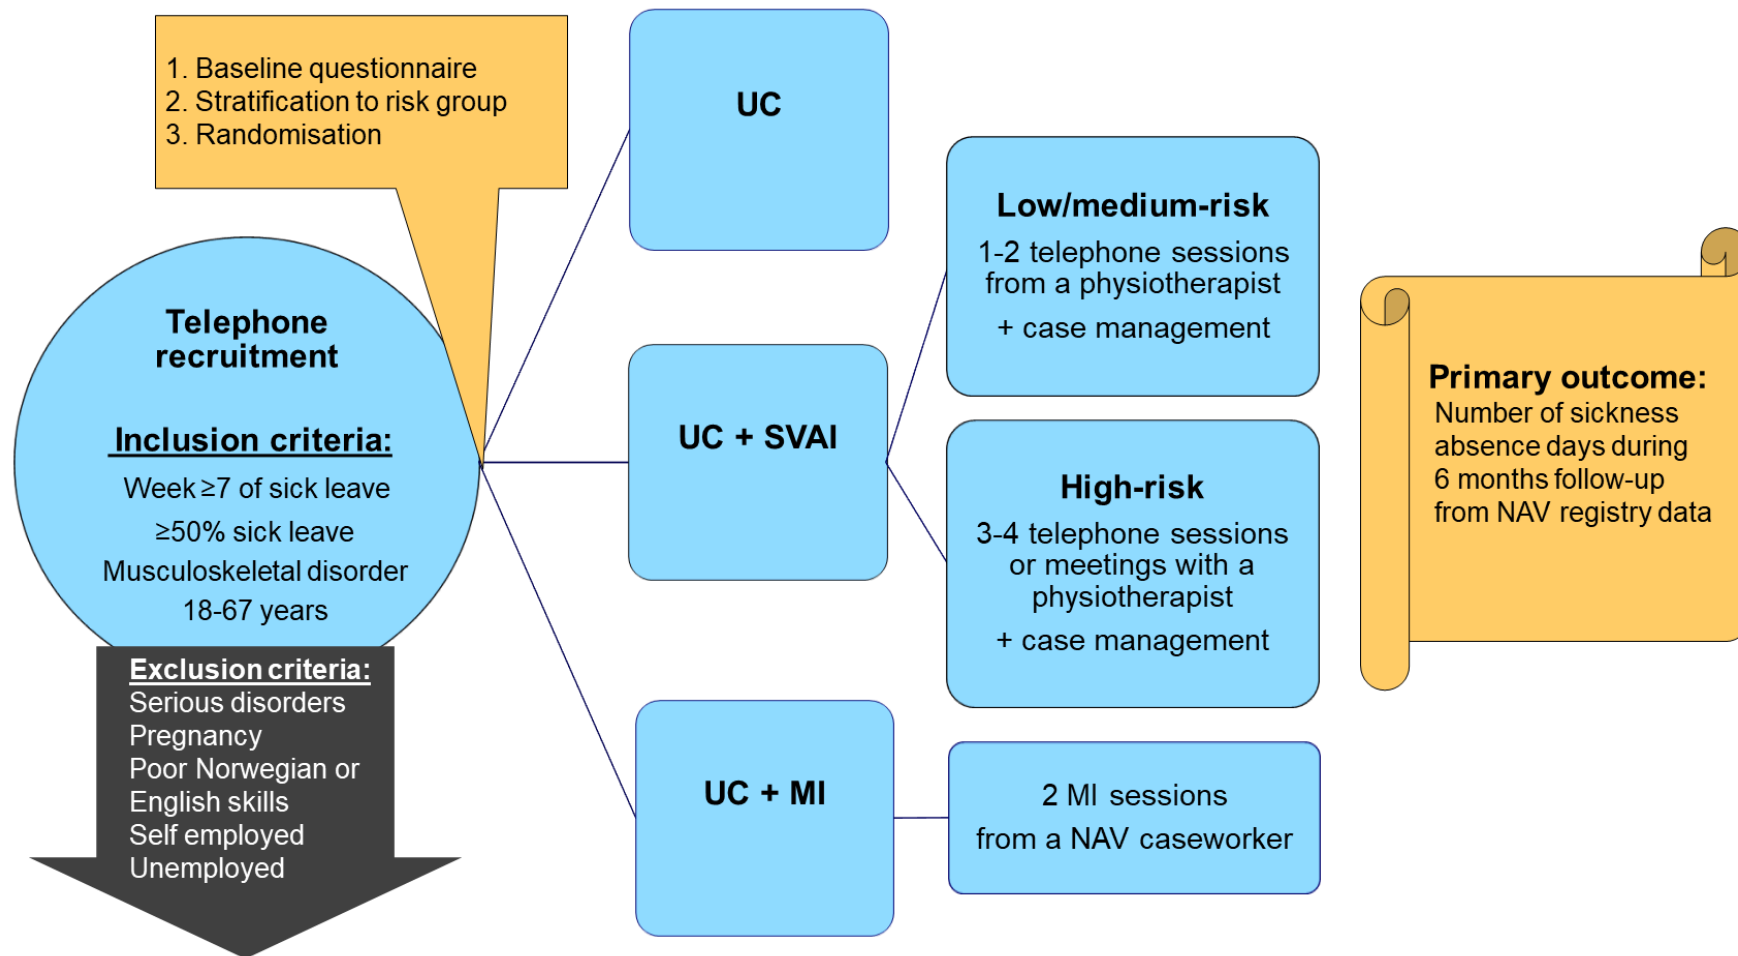 1. Baseline questionnaire
2. Stratification to risk group
3. Randomisation
Telephone
recruitment
Inclusion criteria:
Week ≥7 of sick leave
≥50% sick leave
Musculoskeletal disorder
18-67 years
Exclusion criteria:
Serious disorders
Pregnancy
Poor Norwegian or
English skills
Self employed
Unemployed
UC
UC + SVAI
UC + MI
Low/medium-risk
1-2 telephone sessions
from a physiotherapist
+ case management
High-risk
3-4 telephone sessions
or meetings with a
physiotherapist
+ case management
2 MI sessions
from a NAV caseworker
Primary outcome:
Number of sickness
absence days during
6 months follow-up
from NAV registry data